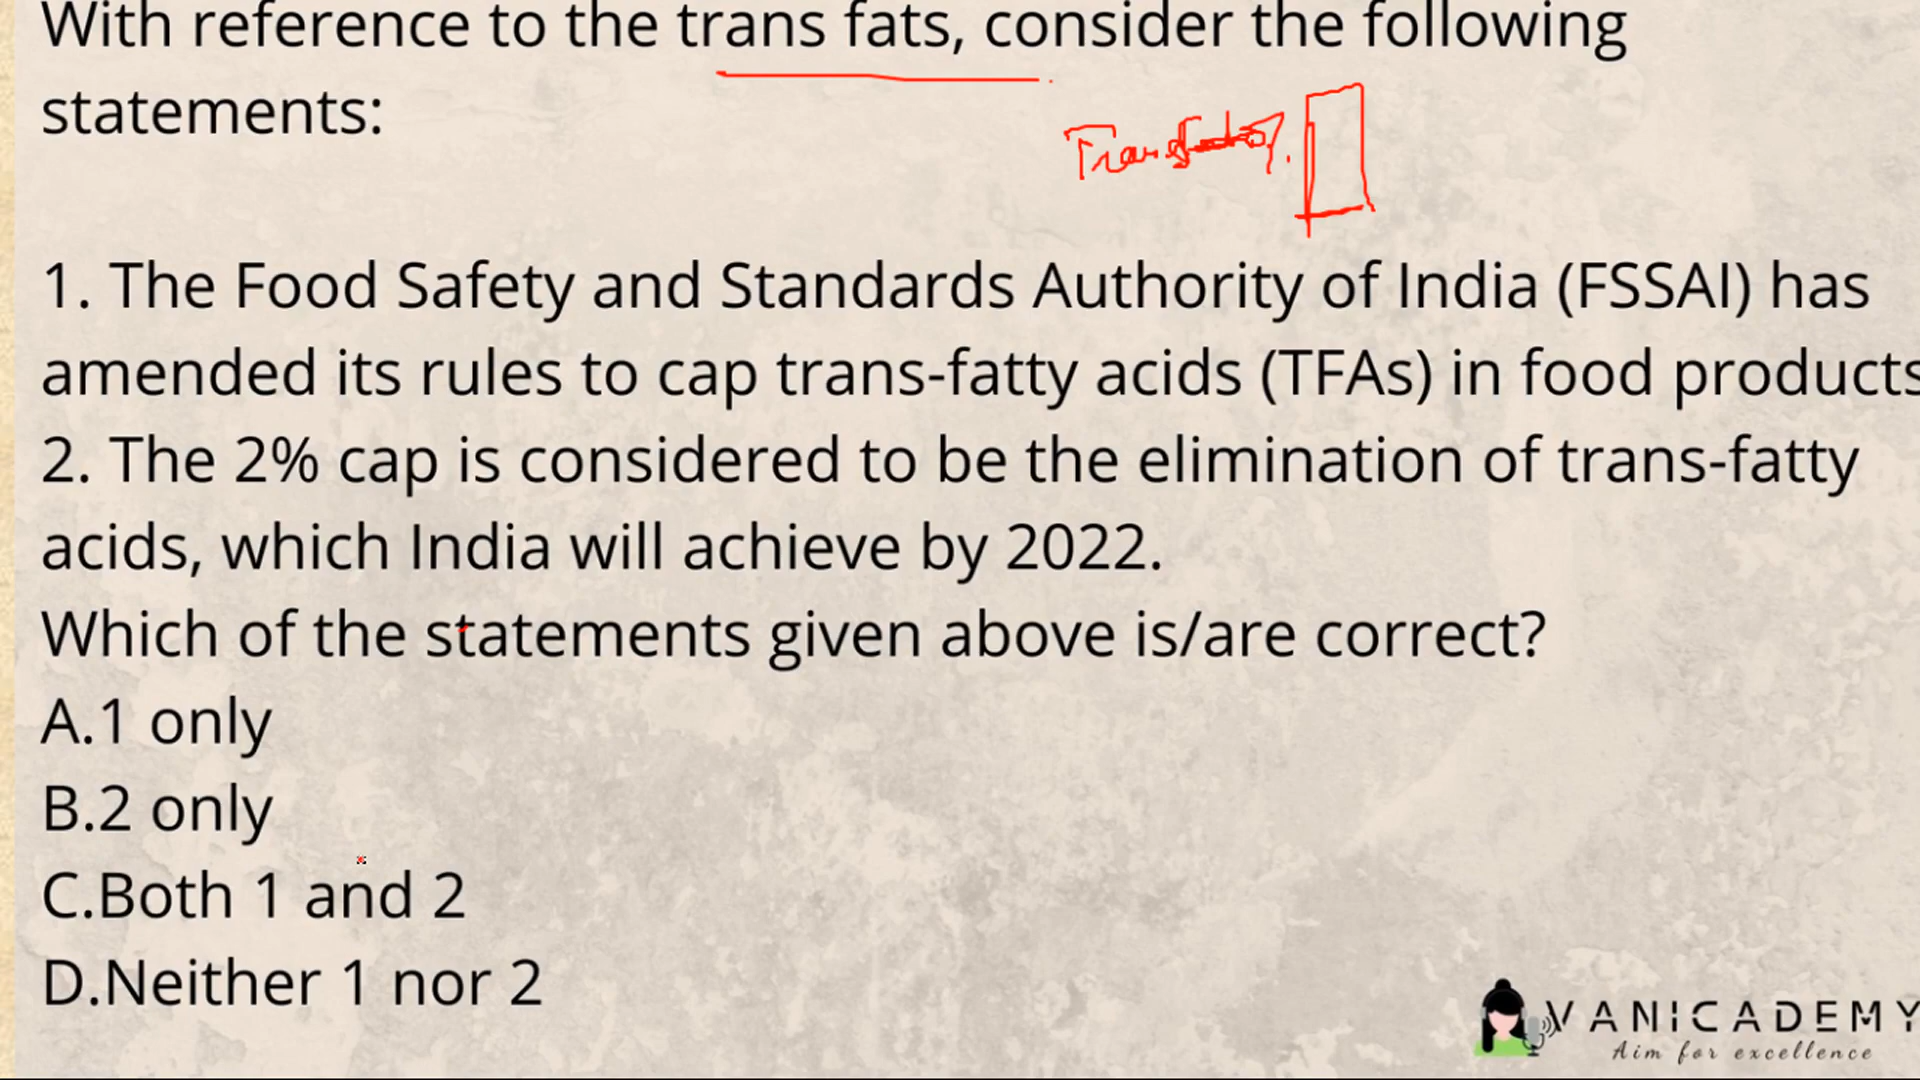 With reference to the trans fats, consider the following
statements:
1. The Food Safety and Standards Authority of India (FSSAI) has
amended its rules to cap trans-fatty acids (TFAs) in food products
2. The 2% cap is considered to be the elimination of trans-fatty
acids, which India will achieve by 2022.
Which of the statements given above is/are correct?
A.1 only
B.2 only
C.Both 1 and 2
D.Neither 1 nor 2
VANICADEMY
Aim for excellence